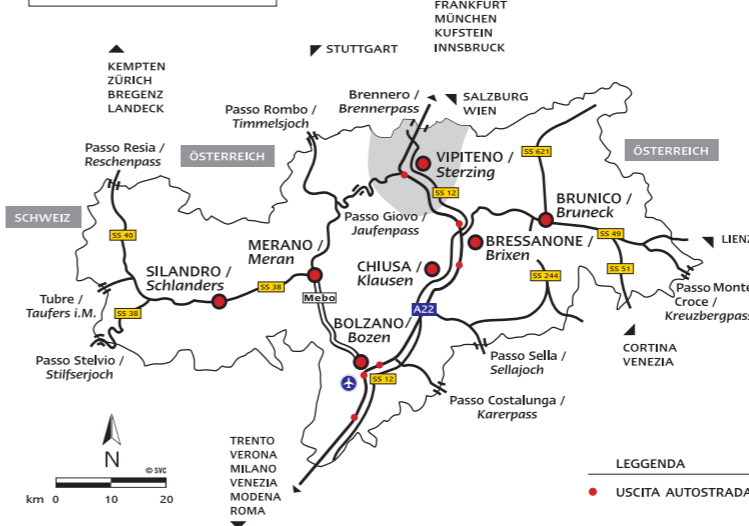 FRANKFURT
MÜNCHEN
KUFSTEIN
INNSBRUCK
STUTTGART
KEMPTEN
ZÜRICH
BREGENZ
LANDECK
Brennero /
Brennerpass
SALZBURG
WIEN
Passo Rombo /
Timmelsjoch
Passo Resia /
Reschenpass
ÖSTERREICH
VIPITENO /
Sterzing
SS 621
ÖSTERREICH
SS 12
SCHWEIZ
BRUNICO /
Bruneck
Passo Giovo /
Jaufenpass
SS 40
SS 49
LIENZ
MERANO /
Meran
BRESSANONE /
Brixen
SILANDRO /
Schlanders
CHIUSA /
Klausen
SS 244
SS 51
SS 38
Mebo
Passo Monte
Croce /
Kreuzbergpass
Tubre /
Taufers i.M.
SS 38
A22
BOLZANO/
Bozen
Passo Stelvio /
Stilfserjoch
Passo Sella /
Sellajoch
CORTINA
VENEZIA
SS 12
Passo Costalunga /
Karerpass
N
© SVC
km 0 10 20
TRENTO
VERONA
MILANO
VENEZIA
MODENA
ROMA
LEGGENDA
USCITA AUTOSTRADA